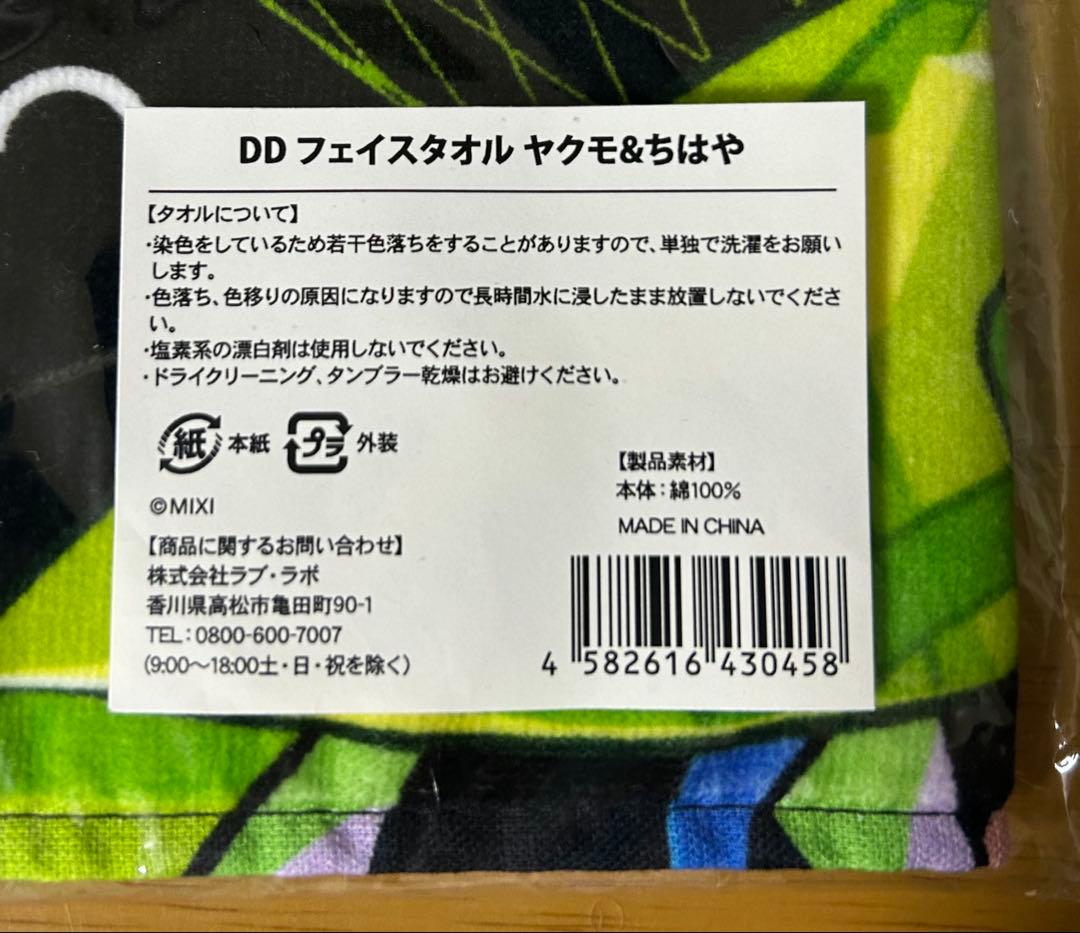 DD フェイスタオル ヤクモ&ちはや
【タオルについて】
・染色をしているため若干色落ちをすることがありますので、単独で洗濯をお願い
します。
・色落ち、色移りの原因になりますので長時間水に浸したまま放置しないでくださ
い。
・塩素系の漂白剤は使用しないでください。
・ドライクリーニング、タンブラー乾燥はお避けください。
紙 本紙 プラ 外装
©MIXI
【商品に関するお問い合わせ】
株式会社ラブ・ラボ
香川県高松市亀田町90-1
TEL：0800-600-7007
（9:00～18:00土・日・祝を除く）
【製品素材】
本体：綿100%
MADE IN CHINA
4 582616 430458